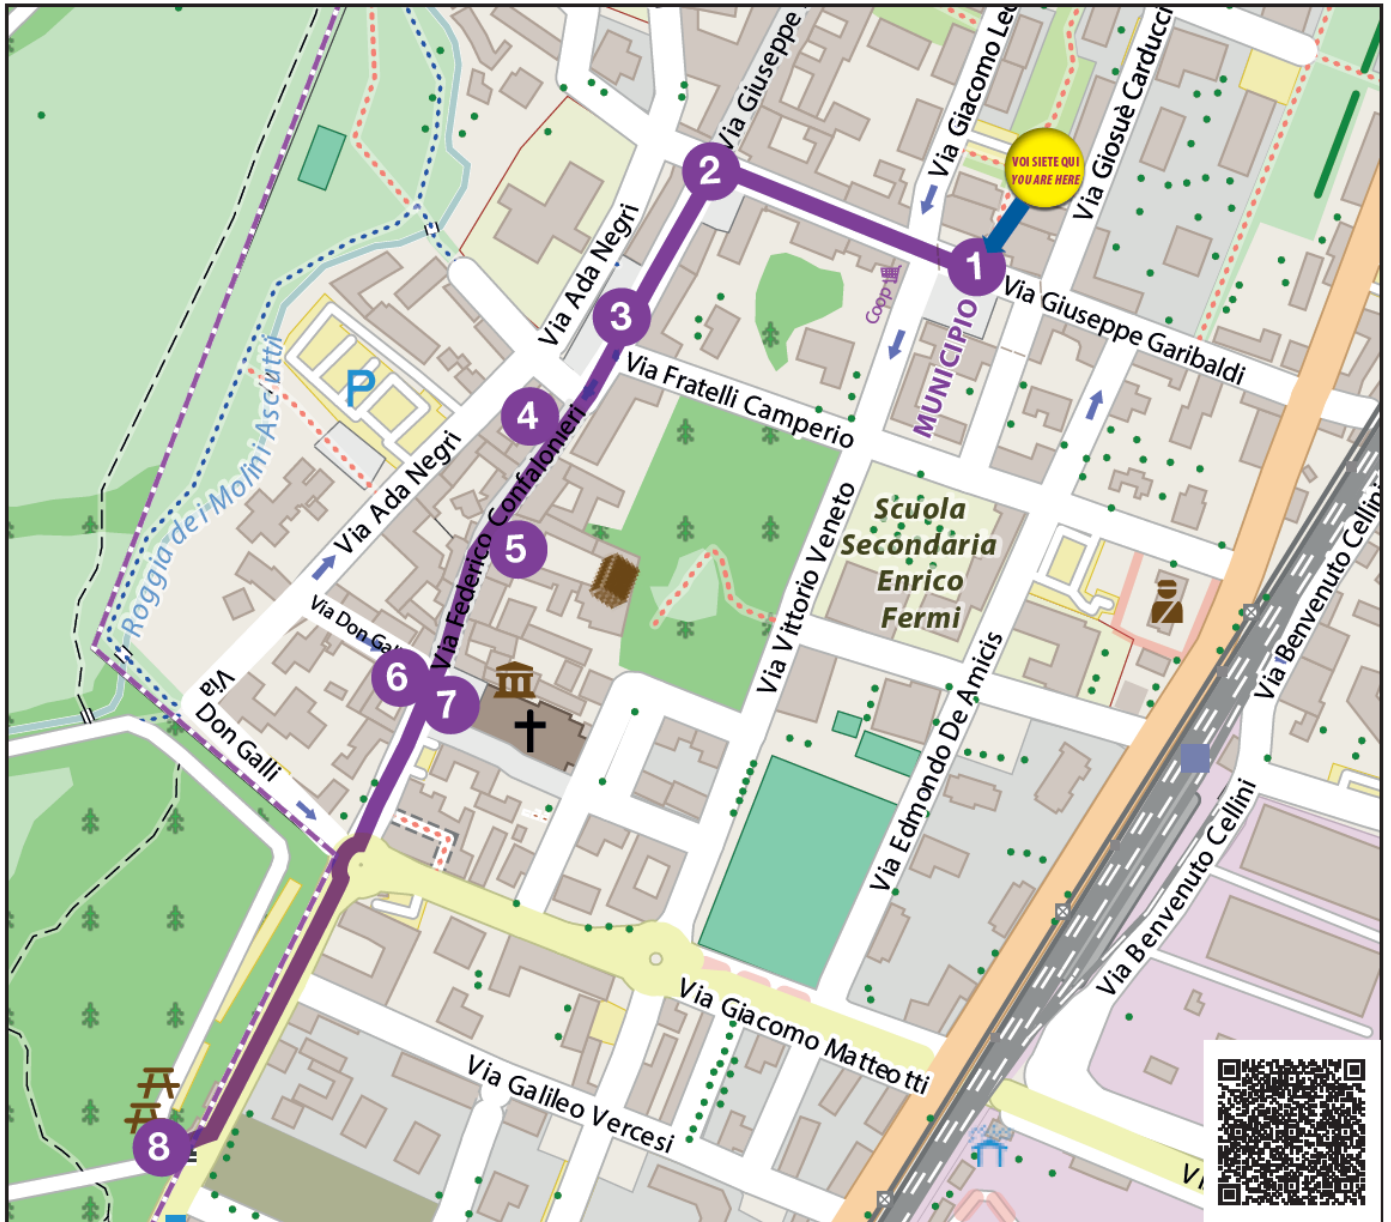 Via Giuseppe
Via Giacomo Leo
Via Giosuè Carducci
VOI SIETE QUI
YOU ARE HERE
2
1
Via Ada Negri
3
Coop
MUNICIPIO
Via Giuseppe Garibaldi
P
Via Fratelli Camperio
4
Via Federico Confalonieri
Roggia dei Molini Asciutti
Via Ada Negri
5
Scuola
Secondaria
Enrico
Fermi
Via Vittorio Veneto
Via Benvenuto Cellini
Via Don Gal
6
7
Via
Don Galli
Via Edmondo De Amicis
Via Benvenuto Cellini
Via Giacomo Matteotti
Via Galileo Vercesi
8
Vi